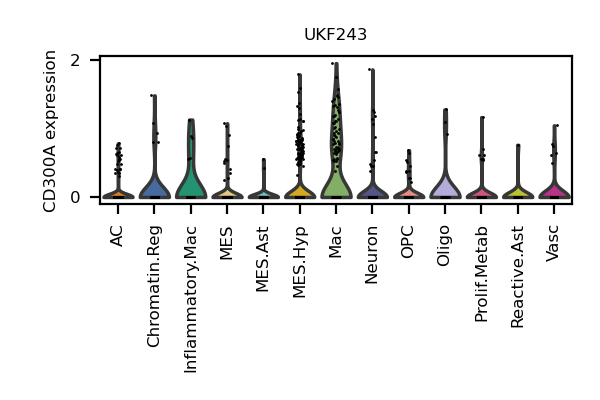 UKF243
CD300A expression
2
0
AC
Chromatin.Reg
Inflammatory.Mac
MES
MES.Ast
MES.Hyp
Mac
Neuron
OPC
Oligo
Prolif.Metab
Reactive.Ast
Vasc